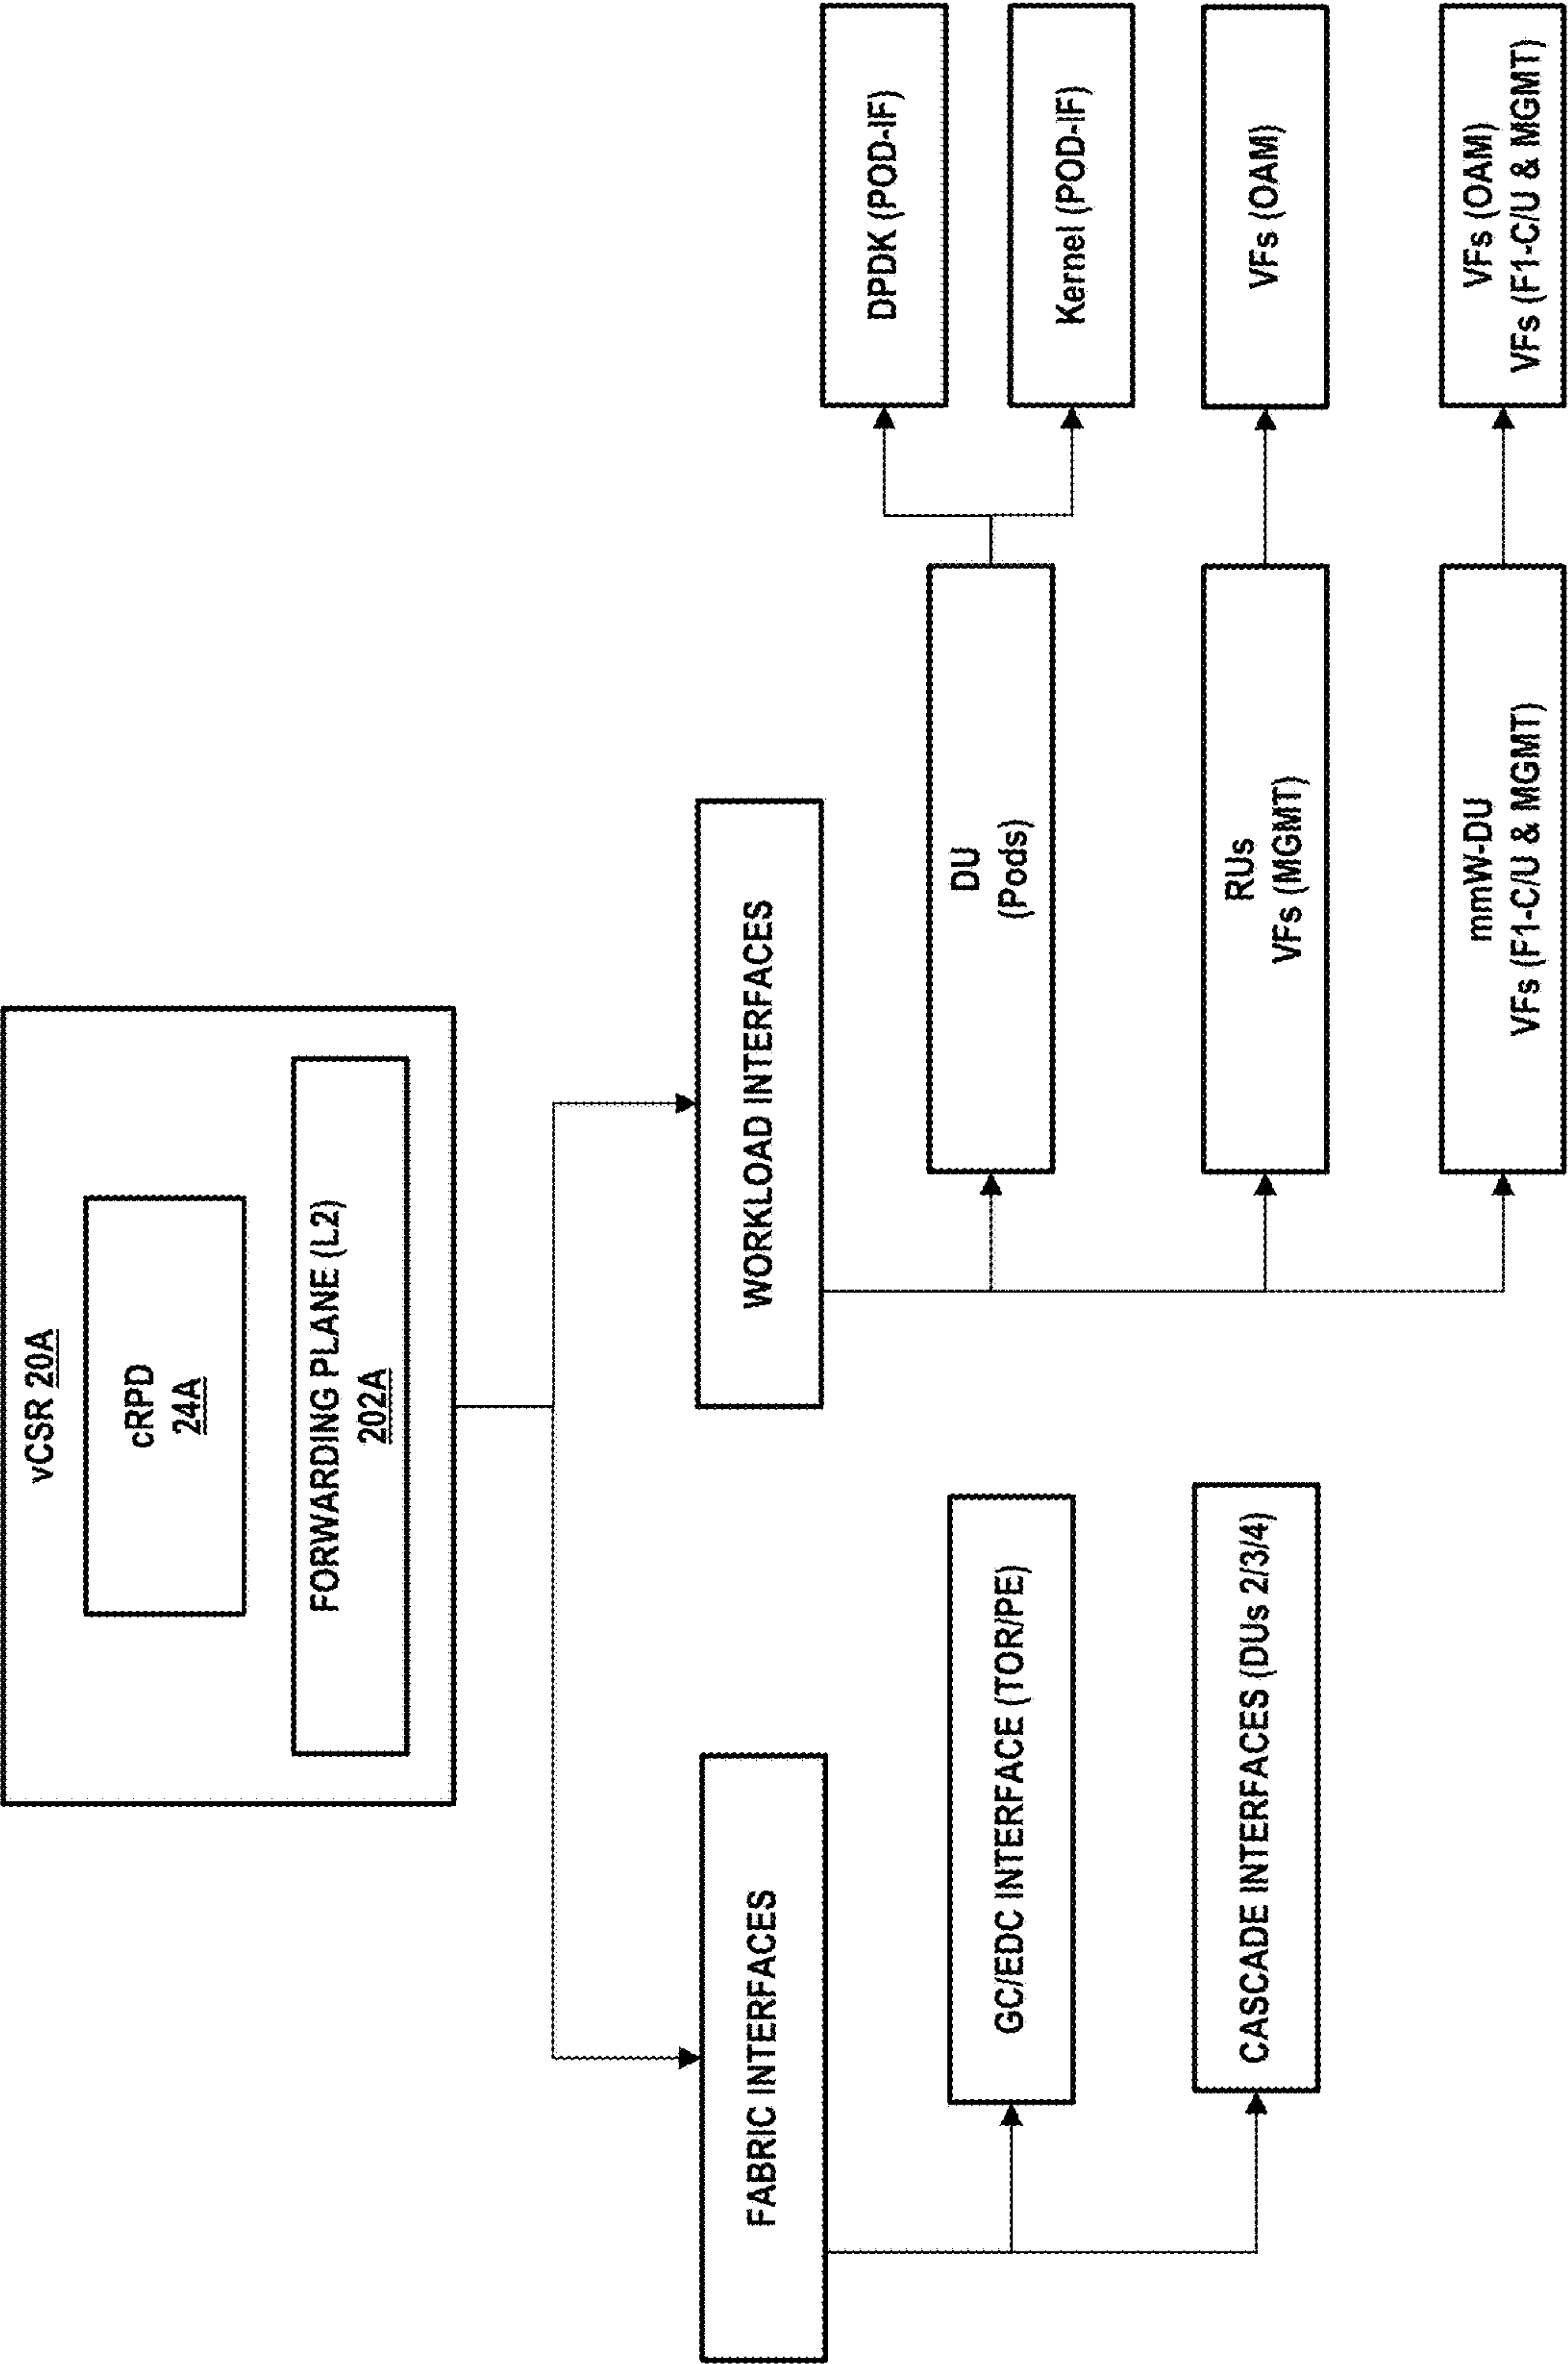 vCSR 20A
cRPD
24A
FORWARDING PLANE (L2)
202A
FABRIC INTERFACES
GC/EDC INTERFACE (TOR/PE)
CASCADE INTERFACES (DUs 2/3/4)
WORKLOAD INTERFACES
DU
(Pods)
DPDK (POD-IF)
Kernel (POD-IF)
RUs
VFs (MGMT)
VFs (OAM)
mmW-DU
VFs (F1-C/U & MGMT)
VFs (OAM)
VFs (F1-C/U & MGMT)